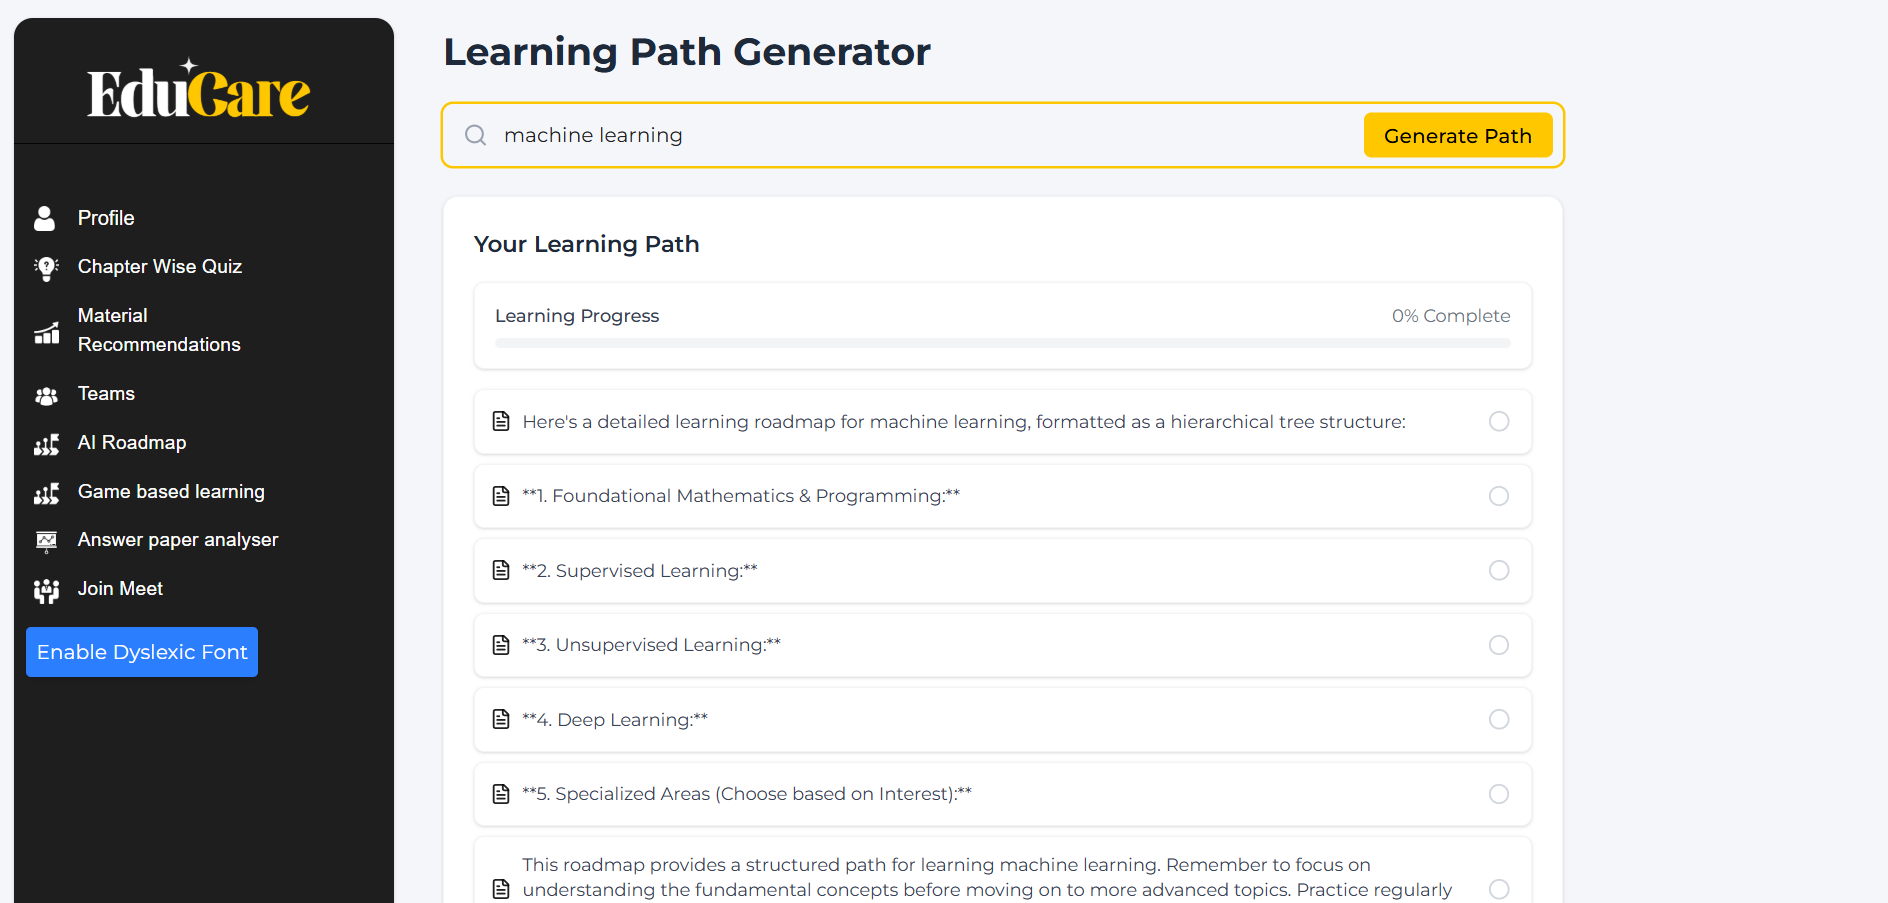 EduCare
Profile
Chapter Wise Quiz
Material
Recommendations
Teams
AI Roadmap
Game based learning
Answer paper analyser
Join Meet
Enable Dyslexic Font
Learning Path Generator
machine learning
Generate Path
Your Learning Path
Learning Progress
0% Complete
Here's a detailed learning roadmap for machine learning, formatted as a hierarchical tree structure:
**1. Foundational Mathematics & Programming:**
**2. Supervised Learning:**
**3. Unsupervised Learning:**
**4. Deep Learning:**
**5. Specialized Areas (Choose based on Interest):**
This roadmap provides a structured path for learning machine learning. Remember to focus on
understanding the fundamental concepts before moving on to more advanced topics. Practice regularly